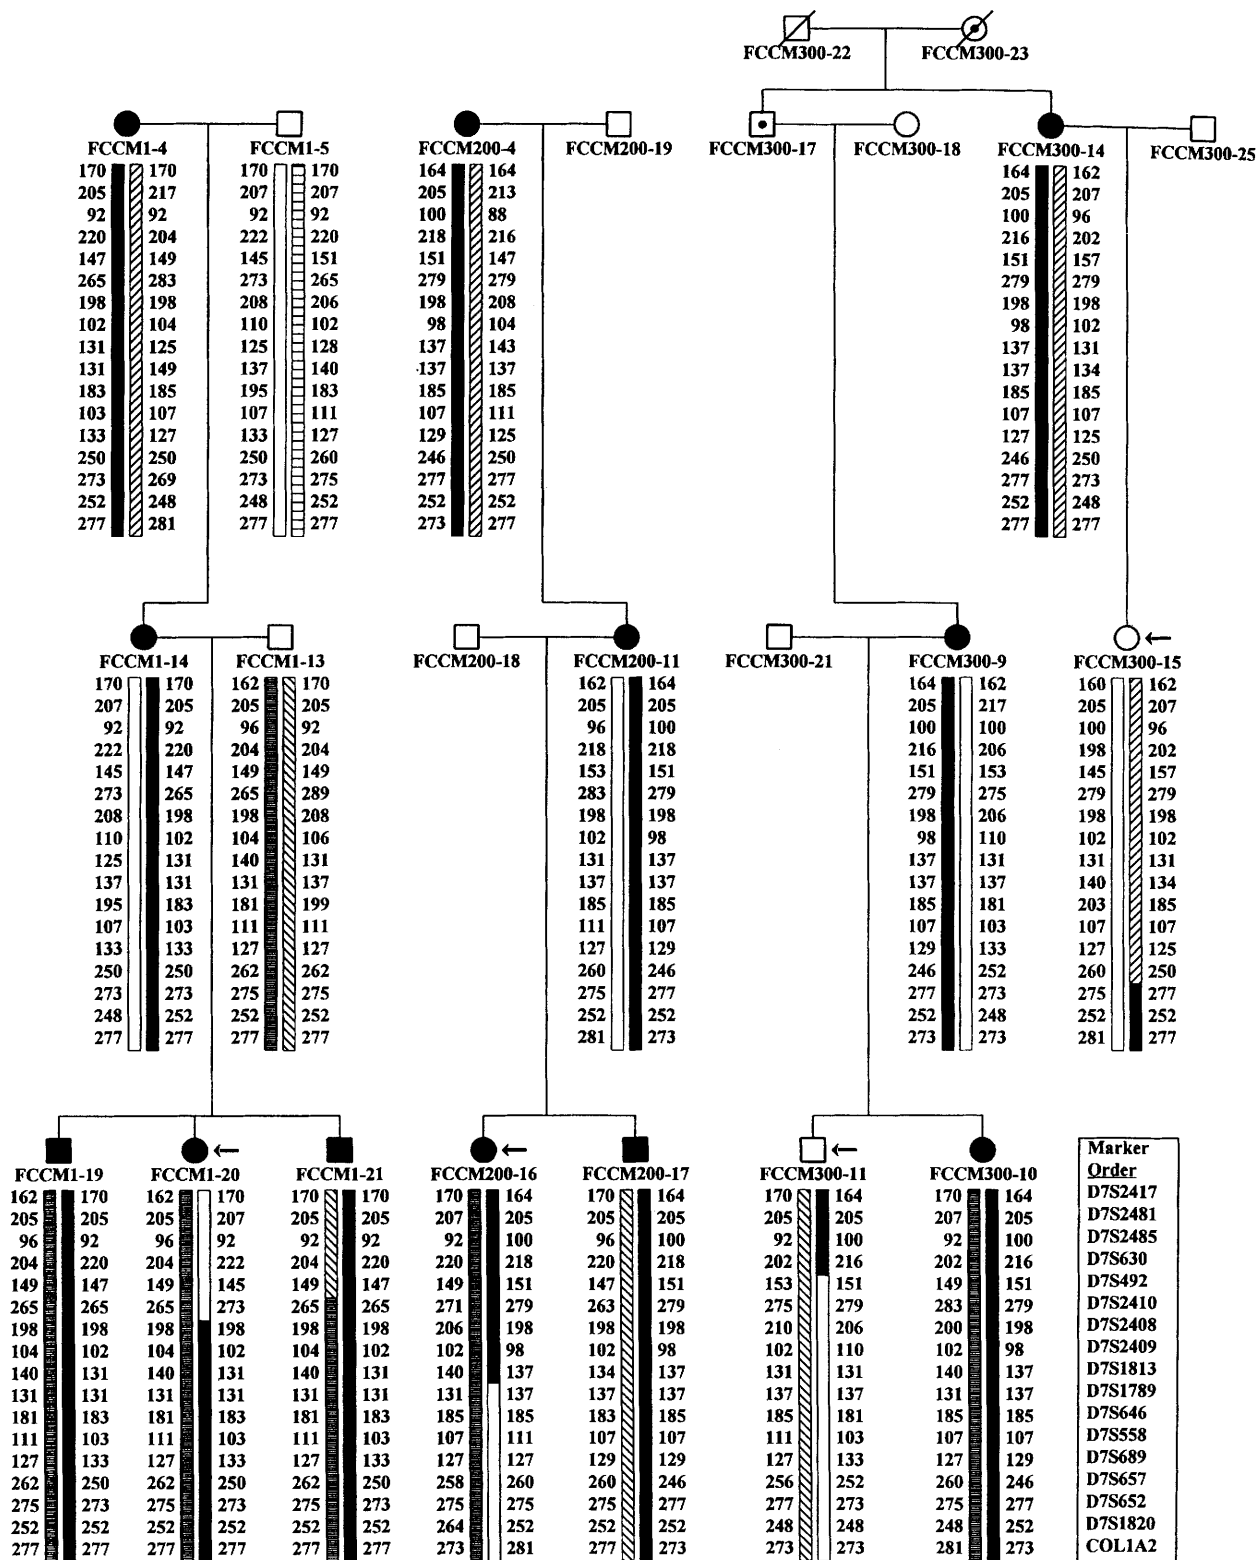 FCCM300-22 FCCM300-23
FCCM1-4 FCCM1-5 FCCM200-4 FCCM200-19 FCCM300-17 FCCM300-18 FCCM300-14 FCCM300-25
170 170 170 170 164 164 164 162
205 217 207 207 205 213 205 207
92 92 92 92 100 88 100 96
220 204 222 220 218 216 216 202
147 149 145 151 151 147 151 157
265 283 273 265 279 279 279 279
198 198 208 206 198 208 198 198
102 104 110 102 98 104 98 102
131 125 125 128 137 143 137 131
131 149 137 140 137 137 137 134
183 185 195 183 185 185 185 185
103 107 107 111 107 111 107 107
133 127 133 127 129 125 127 125
250 250 250 260 246 250 246 250
273 269 273 275 277 277 277 273
252 248 248 252 252 252 252 248
277 281 277 277 273 277 277 277
FCCM1-14 FCCM1-13 FCCM200-18 FCCM200-11 FCCM300-21 FCCM300-9 FCCM300-15
170 170 162 170 162 164 164 162 160 162
207 205 205 205 205 205 205 217 205 207
92 92 96 92 96 100 100 100 100 96
222 220 204 204 218 218 216 206 198 202
145 147 149 149 153 151 151 153 145 157
273 265 265 289 283 279 279 275 279 279
208 198 198 208 198 198 198 206 198 198
110 102 104 106 102 98 98 110 102 102
125 131 140 131 131 137 137 131 131 131
137 131 131 137 137 137 137 137 140 134
195 183 181 199 185 185 185 181 203 185
107 103 111 111 111 107 107 103 107 107
133 133 127 127 127 129 129 133 127 125
250 250 262 262 260 246 246 252 260 250
273 273 275 275 275 277 277 273 275 277
248 252 252 252 252 252 252 248 252 252
277 277 277 277 281 273 273 273 281 277
FCCM1-19 FCCM1-20 FCCM1-21 FCCM200-16 FCCM200-17 FCCM300-11 FCCM300-10 Marker
Order
162 170 162 170 170 170 170 164 170 164 170 164 170 164 D7S2417
205 205 205 207 205 205 207 205 205 205 205 205 207 205 D7S2481
96 92 96 92 92 92 92 100 96 100 92 100 92 100 D7S2485
204 220 204 222 204 220 220 218 220 218 202 216 202 216 D7S630
149 147 149 145 149 147 149 151 147 151 153 151 149 151 D7S492
265 265 265 273 265 265 271 279 263 279 275 279 283 279 D7S2410
198 198 198 198 198 198 206 198 198 198 210 206 200 198 D7S2408
104 102 104 102 104 102 102 98 102 98 102 110 102 98 D7S2409
140 131 140 131 140 131 140 137 134 137 131 131 140 137 D7S1813
131 131 131 131 131 131 131 137 137 137 137 137 131 137 D7S1789
181 183 181 183 181 183 185 185 183 185 185 181 185 185 D7S646
111 103 111 103 111 103 107 111 107 107 111 103 107 107 D7S558
127 133 127 133 127 133 127 127 129 129 127 133 127 129 D7S689
262 250 262 250 262 250 258 260 260 246 256 252 260 246 D7S657
275 273 275 273 275 273 275 275 275 277 277 273 275 277 D7S652
252 252 252 252 252 252 264 252 252 252 248 248 248 252 D7S1820
277 277 277 277 277 277 273 281 277 273 273 273 281 273 COL1A2